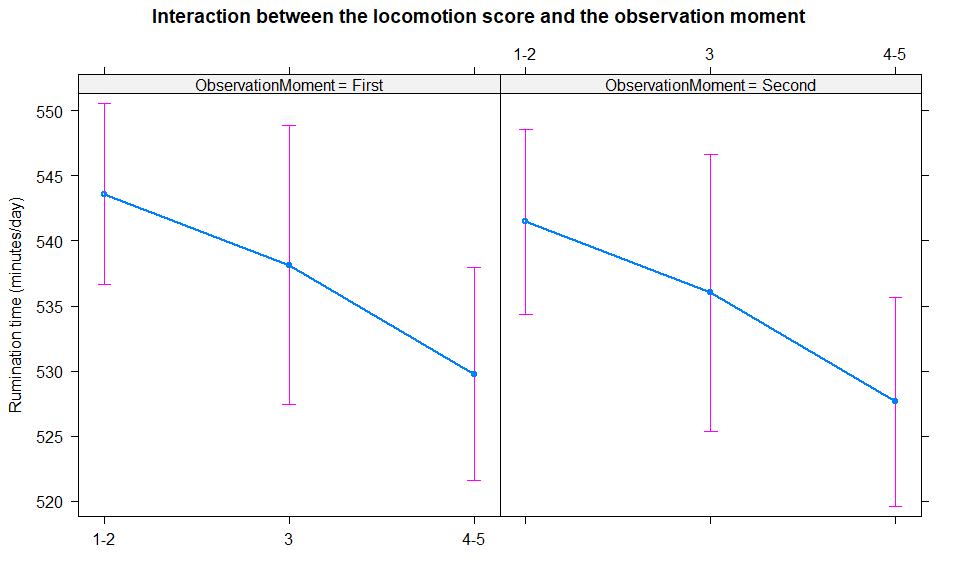 Interaction between the locomotion score and the observation moment
1-2 3 4-5
ObservationMoment = First ObservationMoment = Second
550
545
540
535
530
525
520
Rumination time (minutes/day)
1-2 3 4-5